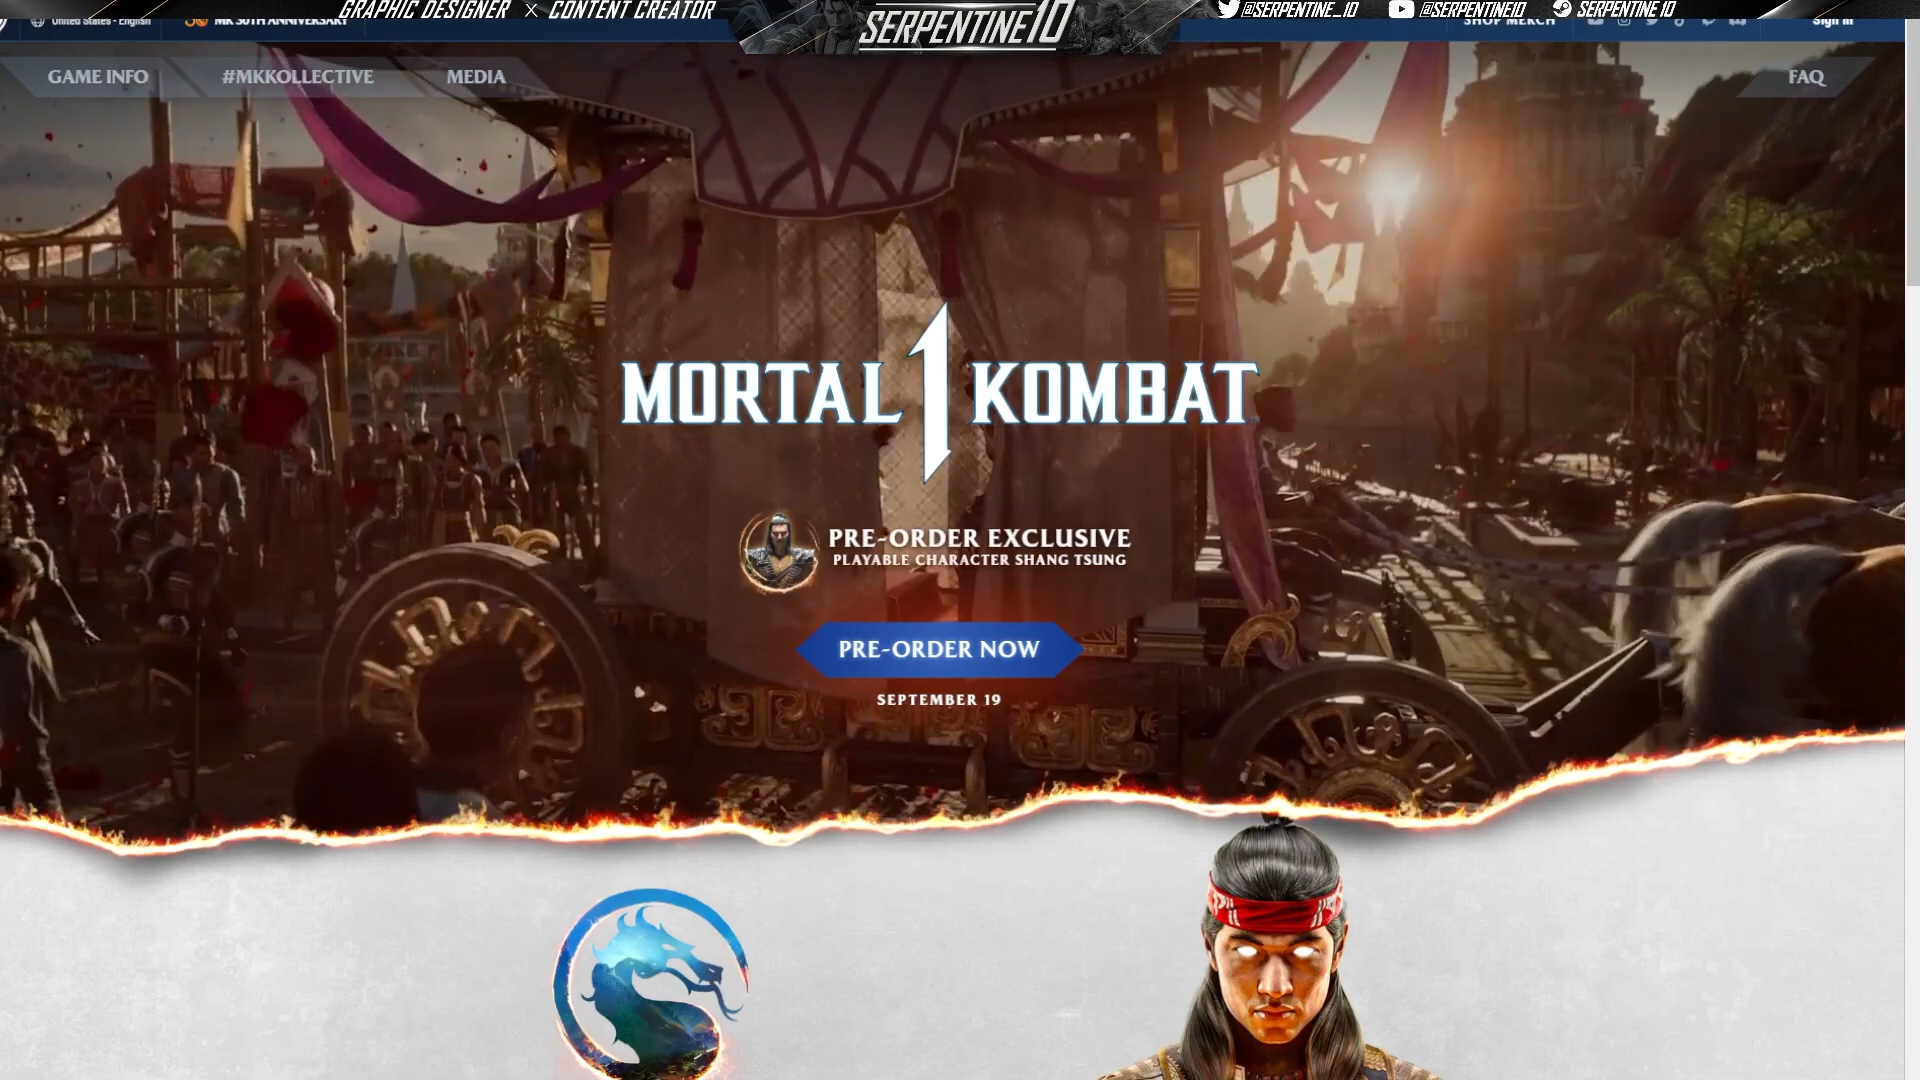 GRAPHIC DESIGNER X CONTENT CREATOR
SERPENTINE10
@SERPENTINE_10
@SERPENTINE10
SERPENTINE 10
United States - English
MK 30TH ANNIVERSARY
SHOP MERCH
Sign In
GAME INFO
#MKKOLLECTIVE
MEDIA
FAQ
MORTAL 1 KOMBAT
PRE-ORDER EXCLUSIVE
PLAYABLE CHARACTER SHANG TSUNG
PRE-ORDER NOW
SEPTEMBER 19